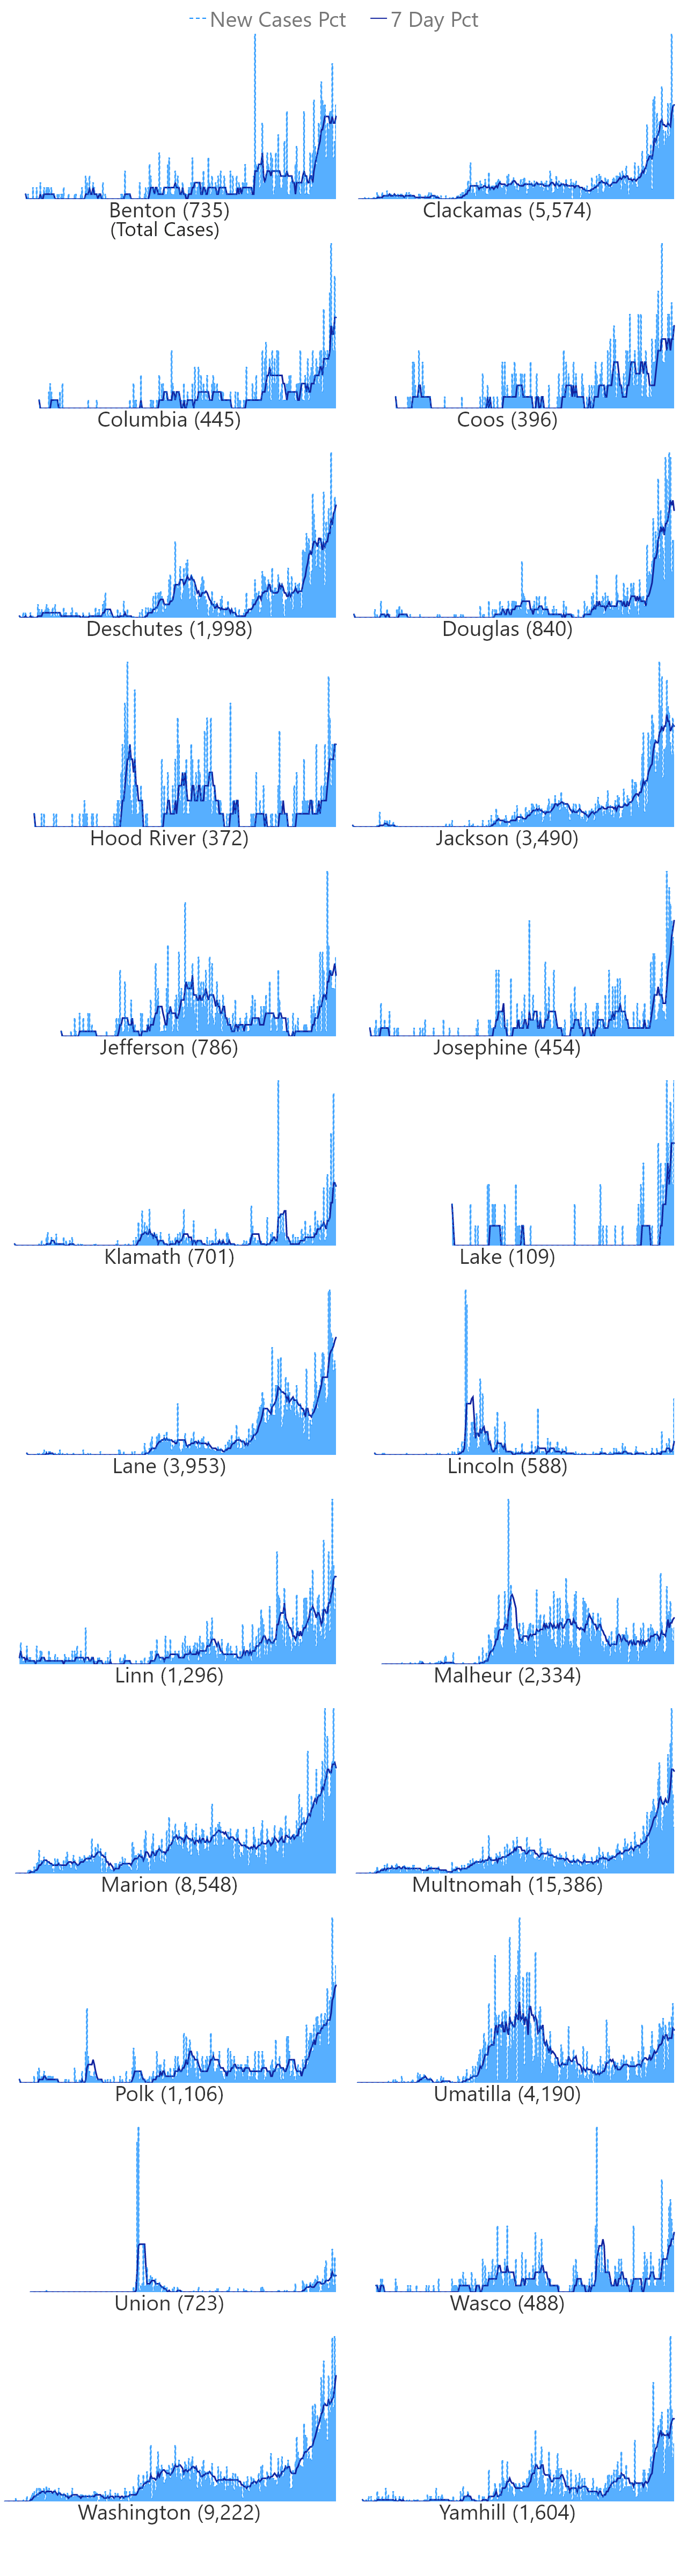 New Cases Pct 7 Day Pct
Benton (735) Clackamas (5,574)
(Total Cases)
Columbia (445) Coos (396)
Deschutes (1,998) Douglas (840)
Hood River (372) Jackson (3,490)
Jefferson (786) Josephine (454)
Klamath (701) Lake (109)
Lane (3,953) Lincoln (588)
Linn (1,296) Malheur (2,334)
Marion (8,548) Multnomah (15,386)
Polk (1,106) Umatilla (4,190)
Union (723) Wasco (488)
Washington (9,222) Yamhill (1,604)